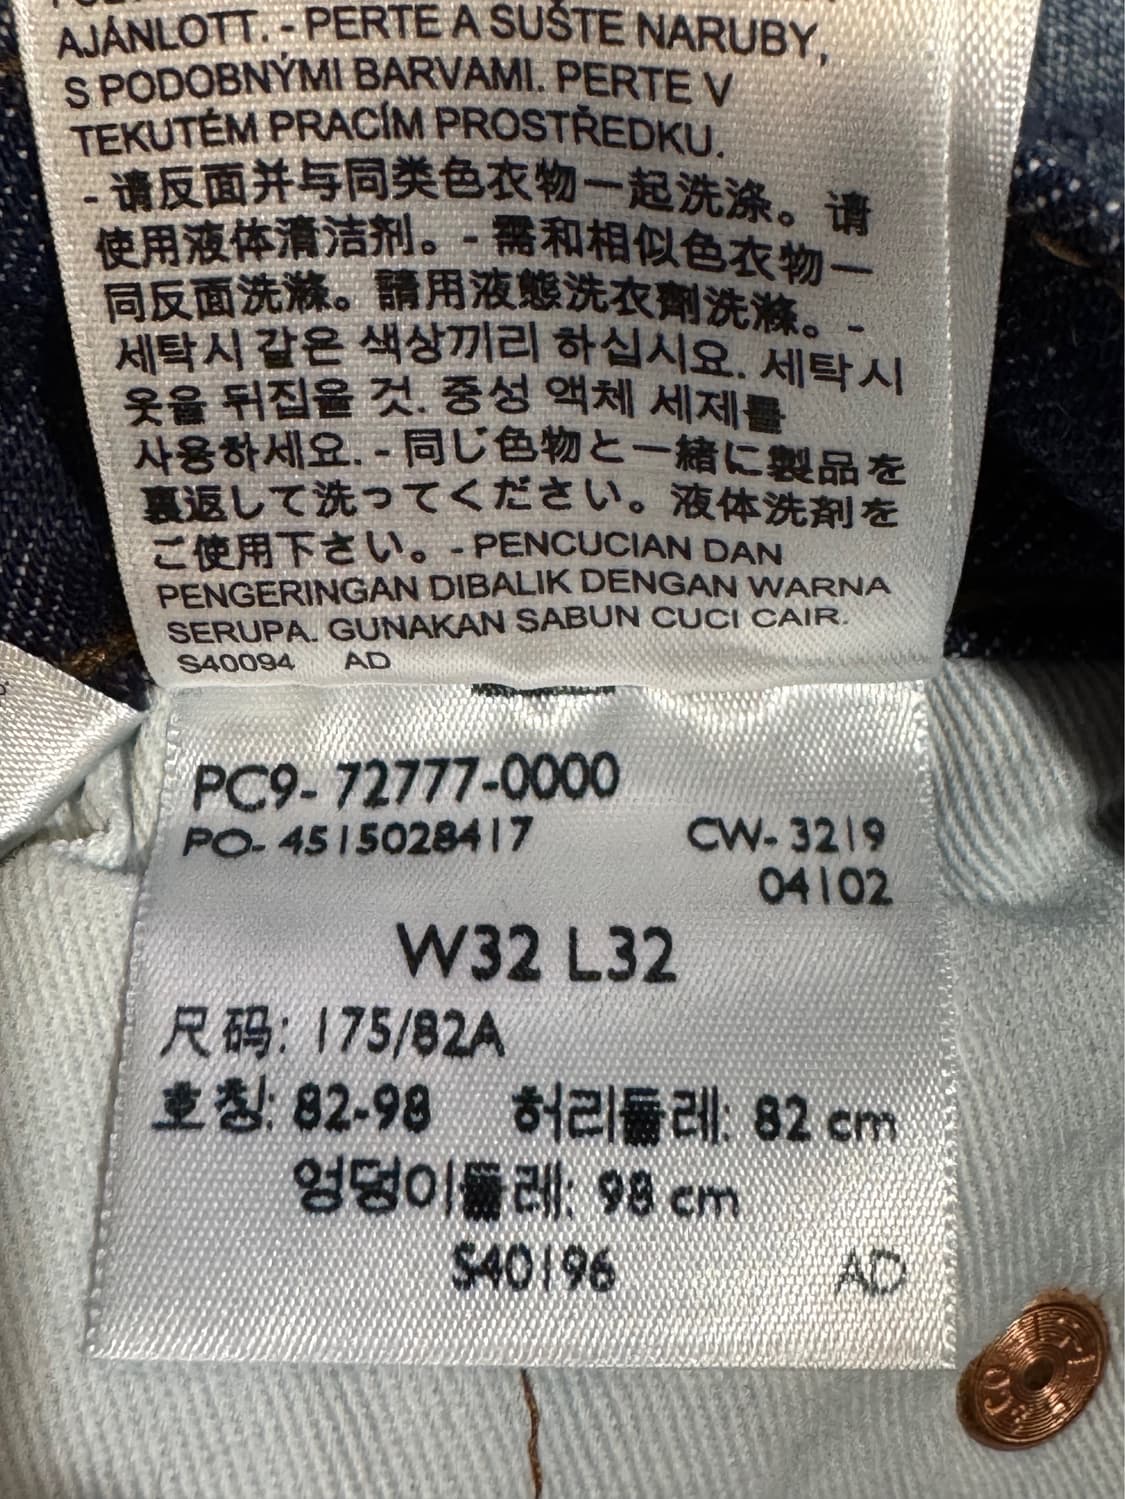 AJÁNLOTT. - PERTE A SUŠTE NARUBY,
S PODOBNÝMI BARVAMI. PERTE V
TEKUTÉM PRACÍM PROSTŘEDKU.
- 请反面并与同类色衣物一起洗涤。请
使用液体清洁剂。- 需和相似色衣物一
同反面洗滌。請用液態洗衣劑洗滌。-
세탁시 같은 색상끼리 하십시요. 세탁시
옷을 뒤집을 것. 중성 액체 세제를
사용하세요. - 同じ色物と一緒に製品を
裏返して洗ってください。液体洗剤を
ご使用下さい。- PENCUCIAN DAN
PENGERINGAN DIBALIK DENGAN WARNA
SERUPA. GUNAKAN SABUN CUCI CAIR.
S40094 AD
PC9- 72777-0000
PO- 4515028417 CW- 3219
04102
W32 L32
尺码: 175/82A
호칭: 82-98 허리둘레: 82 cm
엉덩이둘레: 98 cm
S40196 AD